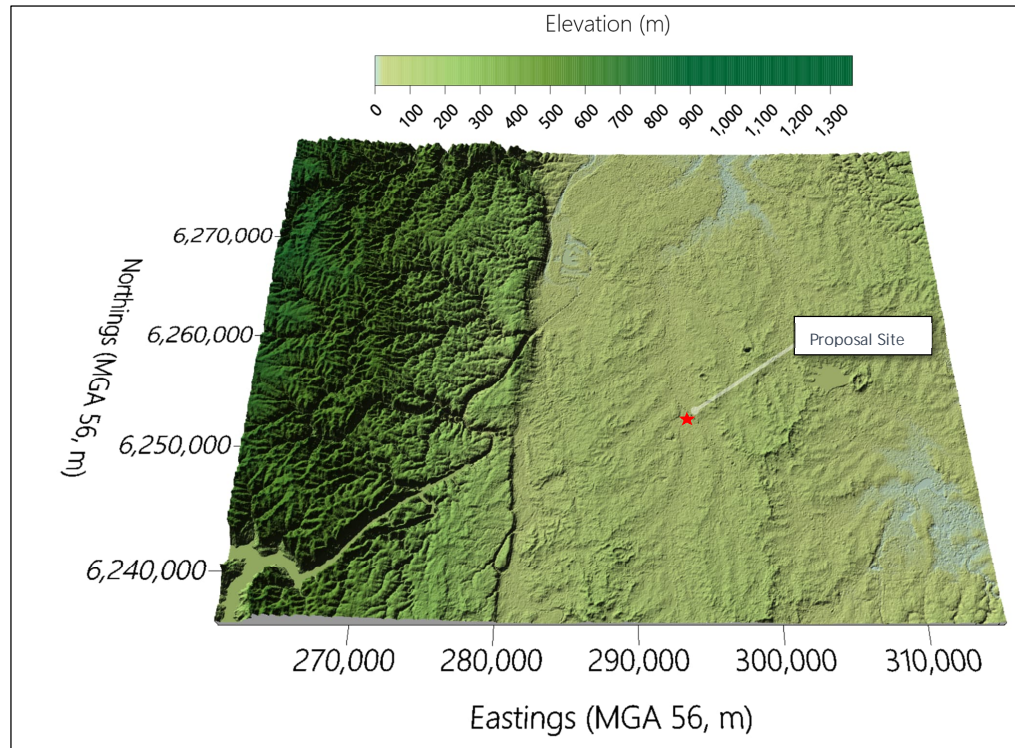 Elevation (m)
0 100 200 300 400 500 600 700 800 900 1,000 1,100 1,200 1,300
6,270,000
6,260,000
6,250,000
6,240,000
Northings (MGA 56, m)
Proposal Site
270,000 280,000 290,000 300,000 310,000
Eastings (MGA 56, m)